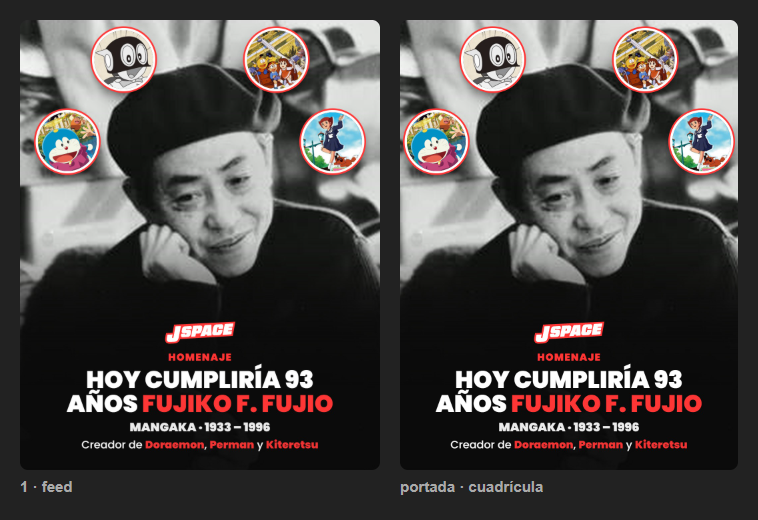 JSPACE
HOMENAJE
HOY CUMPLIRÍA 93
AÑOS FUJIKO F. FUJIO
MANGAKA · 1933 – 1996
Creador de Doraemon, Perman y Kiteretsu
1 · feed
JSPACE
HOMENAJE
HOY CUMPLIRÍA 93
AÑOS FUJIKO F. FUJIO
MANGAKA · 1933 – 1996
Creador de Doraemon, Perman y Kiteretsu
portada · cuadrícula